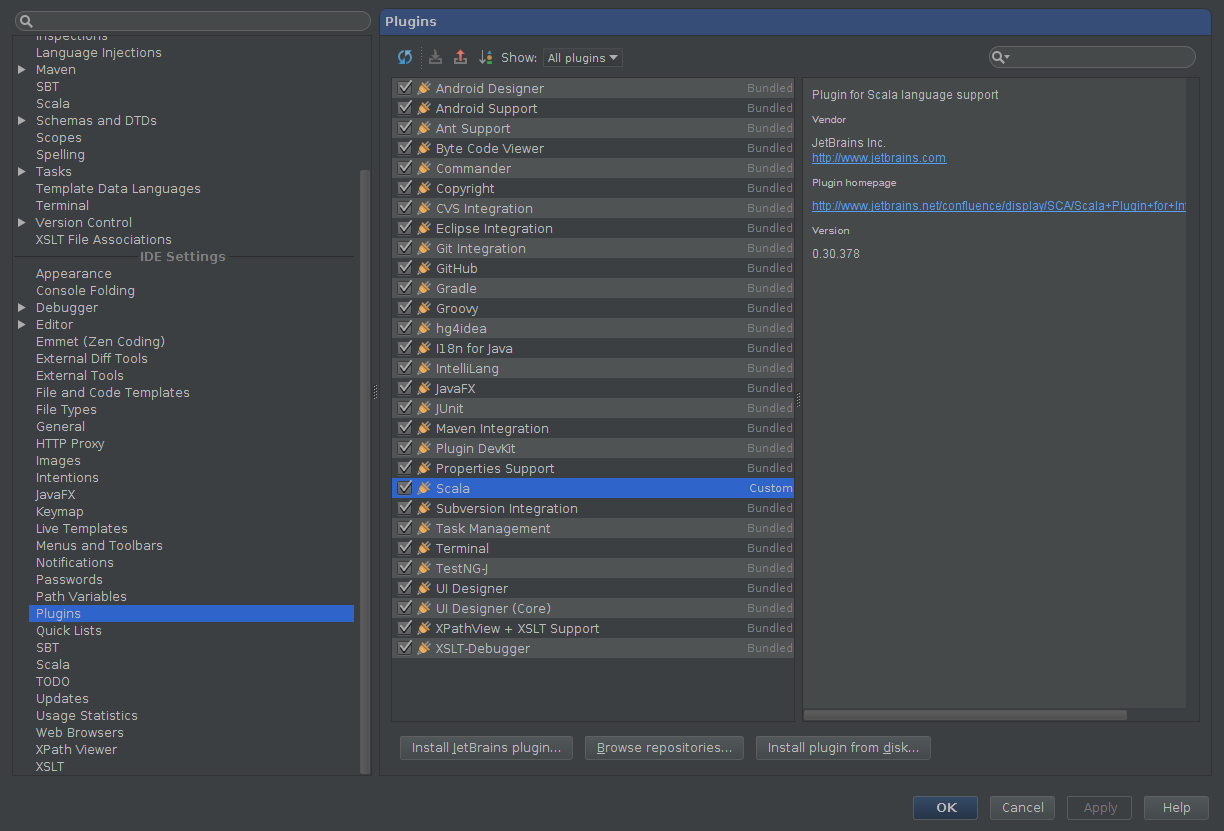 Inspections
Language Injections
Maven
SBT
Scala
Schemas and DTDs
Scopes
Spelling
Tasks
Template Data Languages
Terminal
Version Control
XSLT File Associations
IDE Settings
Appearance
Console Folding
Debugger
Editor
Emmet (Zen Coding)
External Diff Tools
External Tools
File and Code Templates
File Types
General
HTTP Proxy
Images
Intentions
JavaFX
Keymap
Live Templates
Menus and Toolbars
Notifications
Passwords
Path Variables
Plugins
Quick Lists
SBT
Scala
TODO
Updates
Usage Statistics
Web Browsers
XPath Viewer
XSLT
Plugins
Show: All plugins
Android Designer Bundled
Android Support Bundled
Ant Support Bundled
Byte Code Viewer Bundled
Commander Bundled
Copyright Bundled
CVS Integration Bundled
Eclipse Integration Bundled
Git Integration Bundled
GitHub Bundled
Gradle Bundled
Groovy Bundled
hg4idea Bundled
I18n for Java Bundled
IntelliLang Bundled
JavaFX Bundled
JUnit Bundled
Maven Integration Bundled
Plugin DevKit Bundled
Properties Support Bundled
Scala Custom
Subversion Integration Bundled
Task Management Bundled
Terminal Bundled
TestNG-J Bundled
UI Designer Bundled
UI Designer (Core) Bundled
XPathView + XSLT Support Bundled
XSLT-Debugger Bundled
Plugin for Scala language support
Vendor
JetBrains Inc.
http://www.jetbrains.com
Plugin homepage
http://www.jetbrains.net/confluence/display/SCA/Scala+Plugin+for+Int
Version
0.30.378
Install JetBrains plugin... Browse repositories... Install plugin from disk...
OK Cancel Apply Help